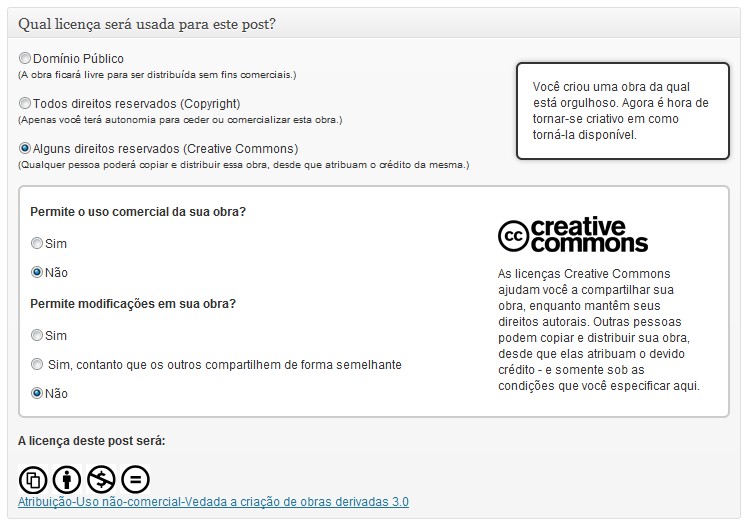 Qual licença será usada para este post?
Domínio Público
(A obra ficará livre para ser distribuída sem fins comerciais.)
Todos direitos reservados (Copyright)
(Apenas você terá autonomia para ceder ou comercializar esta obra.)
Alguns direitos reservados (Creative Commons)
(Qualquer pessoa poderá copiar e distribuir essa obra, desde que atribuam o crédito da mesma.)
Você criou uma obra da qual
está orgulhoso. Agora é hora de
tornar-se criativo em como
torná-la disponível.
Permite o uso comercial da sua obra?
Sim
Não
Permite modificações em sua obra?
Sim
Sim, contanto que os outros compartilhem de forma semelhante
Não
cc creative
commons
As licenças Creative Commons
ajudam você a compartilhar sua
obra, enquanto mantêm seus
direitos autorais. Outras pessoas
podem copiar e distribuir sua obra,
desde que elas atribuam o devido
crédito - e somente sob as
condições que você especificar aqui.
A licença deste post será:
Atribuição-Uso não-comercial-Vedada a criação de obras derivadas 3.0